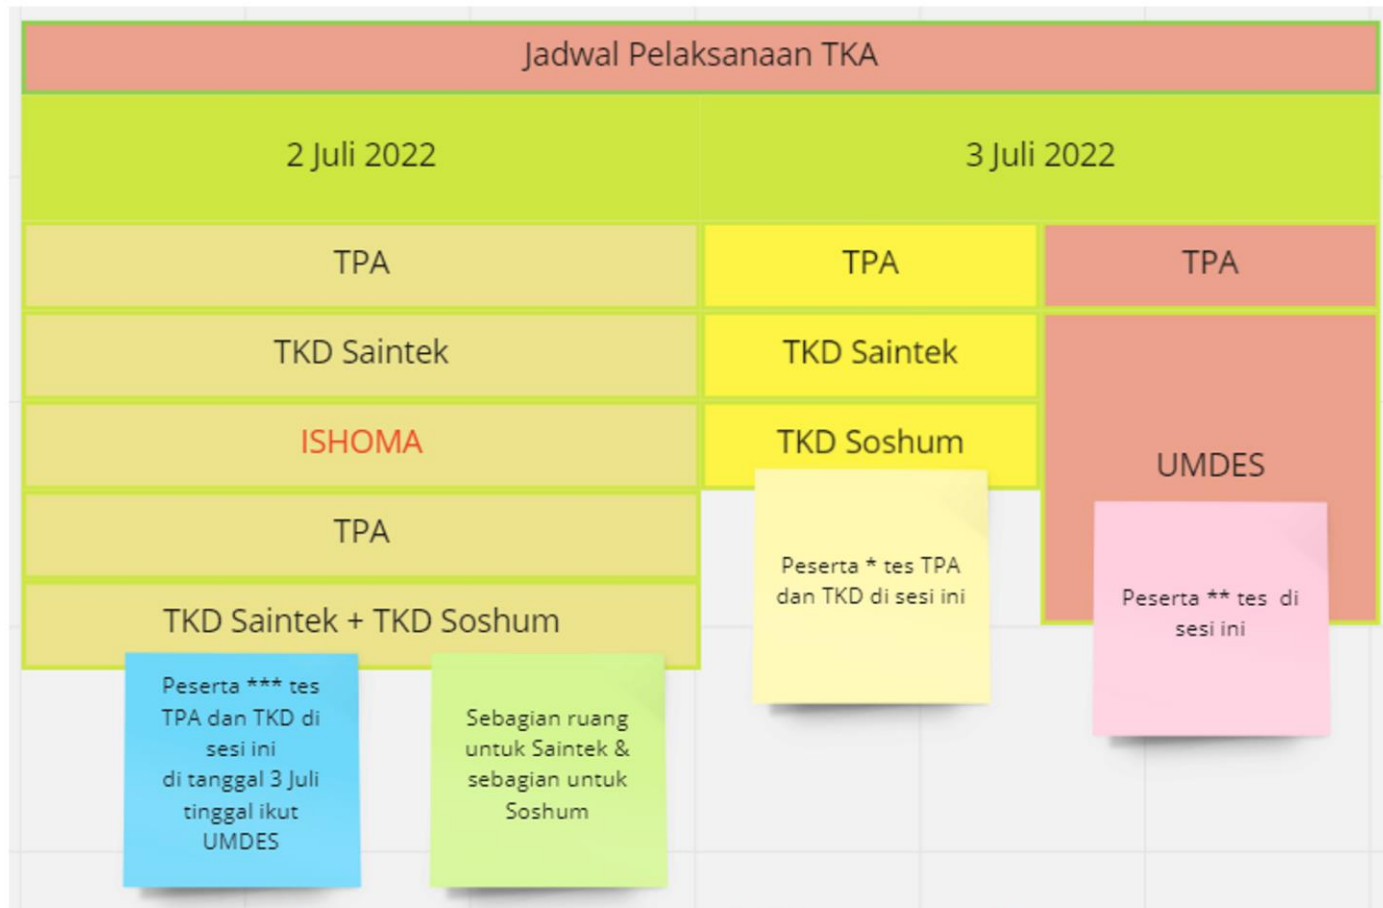 Jadwal Pelaksanaan TKA
2 Juli 2022
3 Juli 2022
TPA
TPA
TPA
TKD Saintek
TKD Saintek
ISHOMA
TKD Soshum
UMDES
TPA
TKD Saintek + TKD Soshum
Peserta * tes TPA
dan TKD di sesi ini
Peserta ** tes di
sesi ini
Peserta *** tes
TPA dan TKD di
sesi ini
di tanggal 3 Juli
tinggal ikut
UMDES
Sebagian ruang
untuk Saintek &
sebagian untuk
Soshum